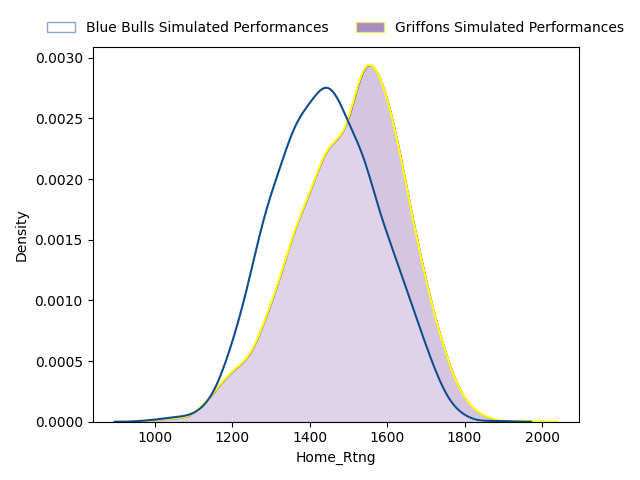 Blue Bulls Simulated Performances Griffons Simulated Performances
0.0030
0.0025
0.0020
0.0015
0.0010
0.0005
0.0000
Density
1000 1200 1400 1600 1800 2000
Home_Rtng